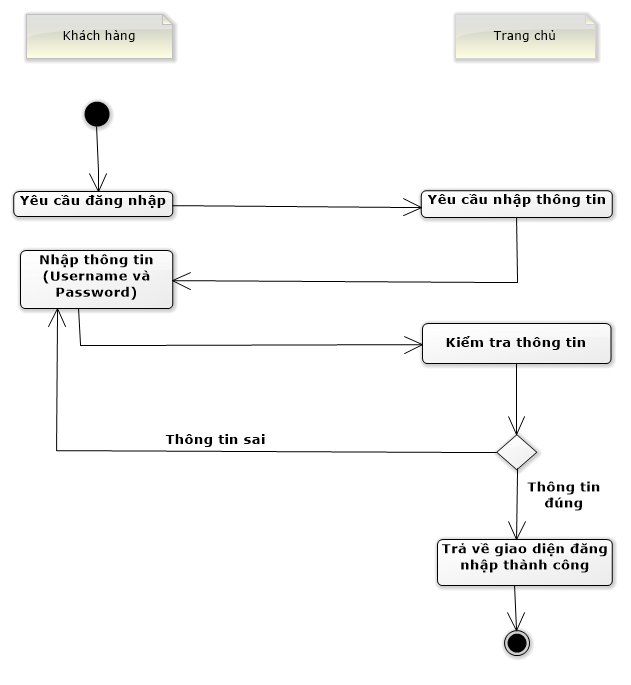 Khách hàng
Trang chủ
Yêu cầu đăng nhập
Yêu cầu nhập thông tin
Nhập thông tin
(Username và
Password)
Kiểm tra thông tin
Thông tin sai
Thông tin
đúng
Trả về giao diện đăng
nhập thành công